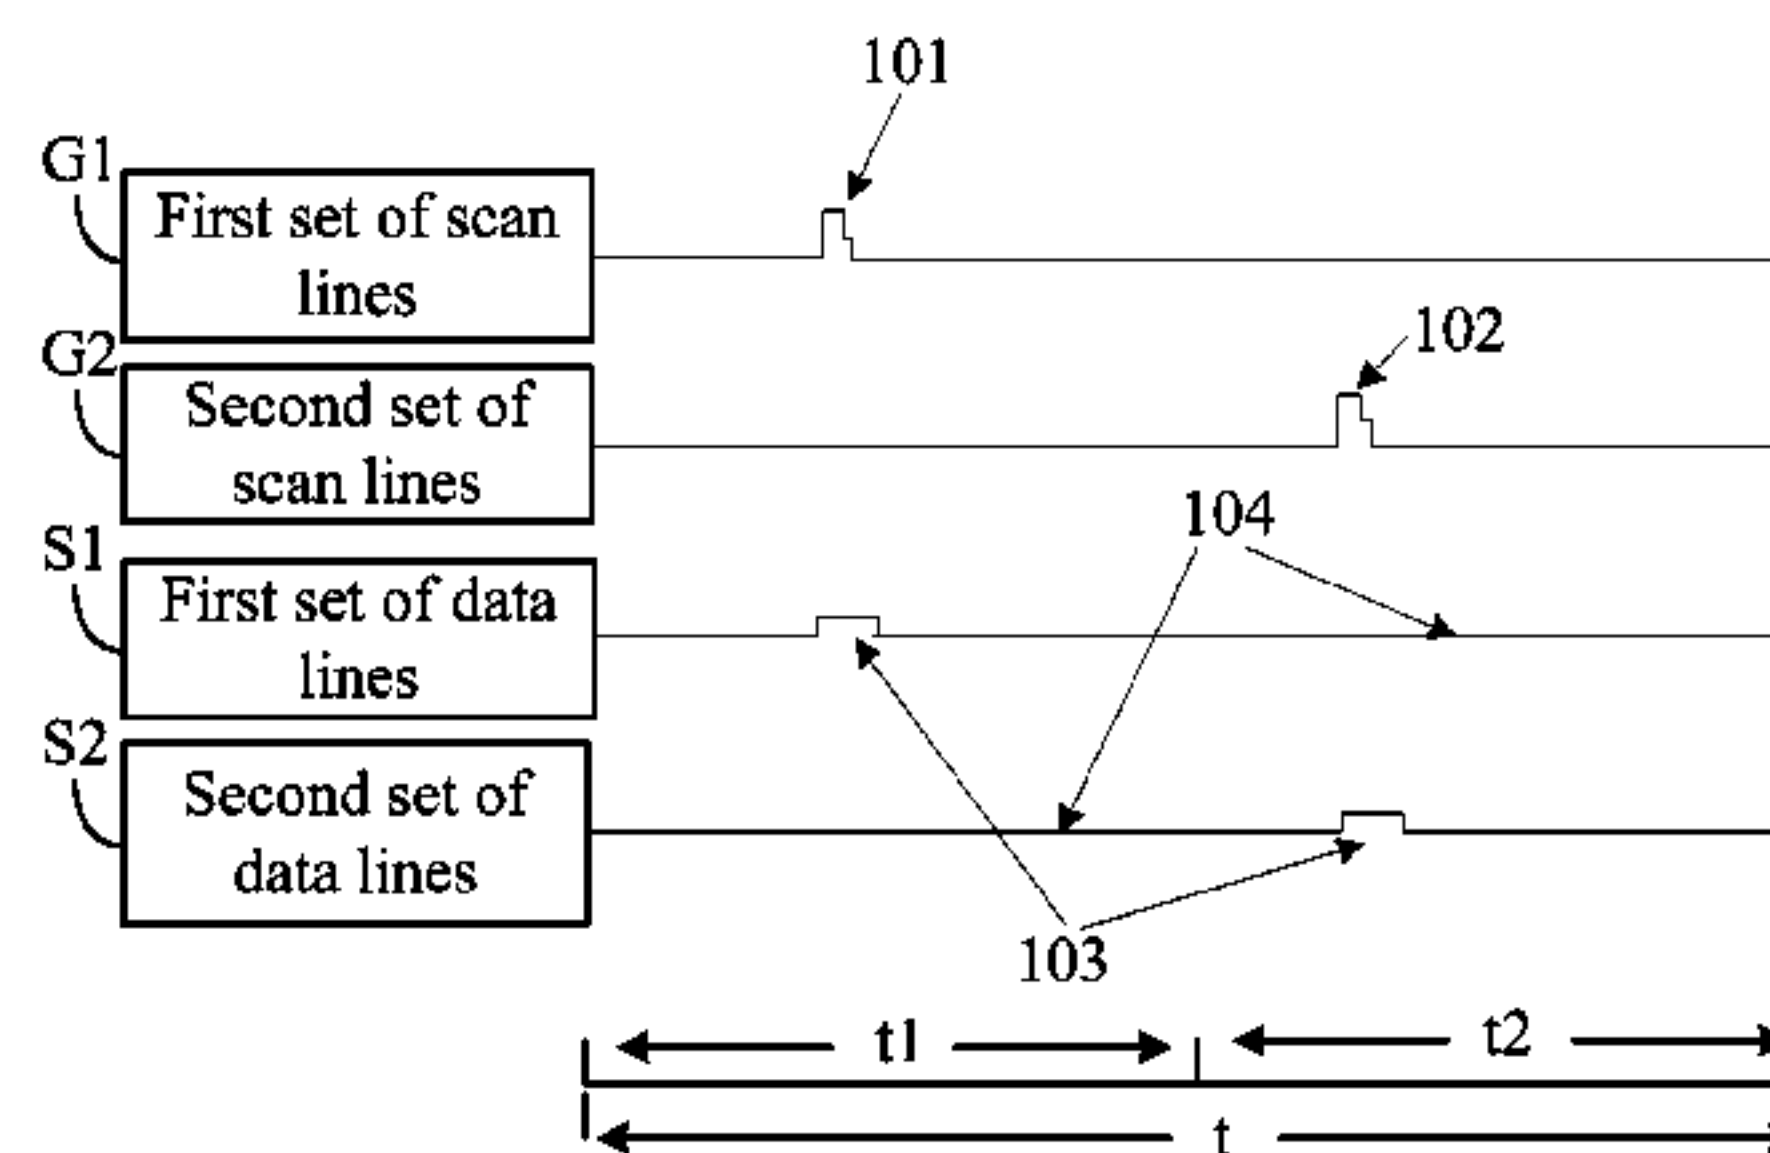 101
G1
First set of scan
lines
102
G2
Second set of
scan lines
104
S1
First set of data
lines
S2
Second set of
data lines
103
t1
t2
t